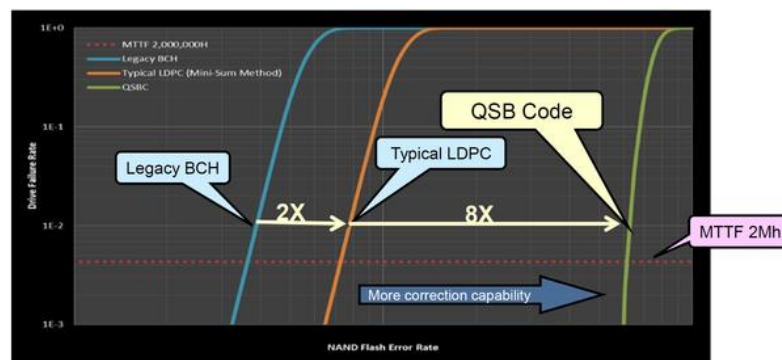 1E+0
MTTF 2,000,000H
Legacy BCH
Typical LDPC (Mini-Sum Method)
QSBC
QSB Code
1E-1
Drive Failure Rate
Legacy BCH
Typical LDPC
2X
8X
1E-2
MTTF 2Mh
More correction capability
1E-3
NAND Flash Error Rate